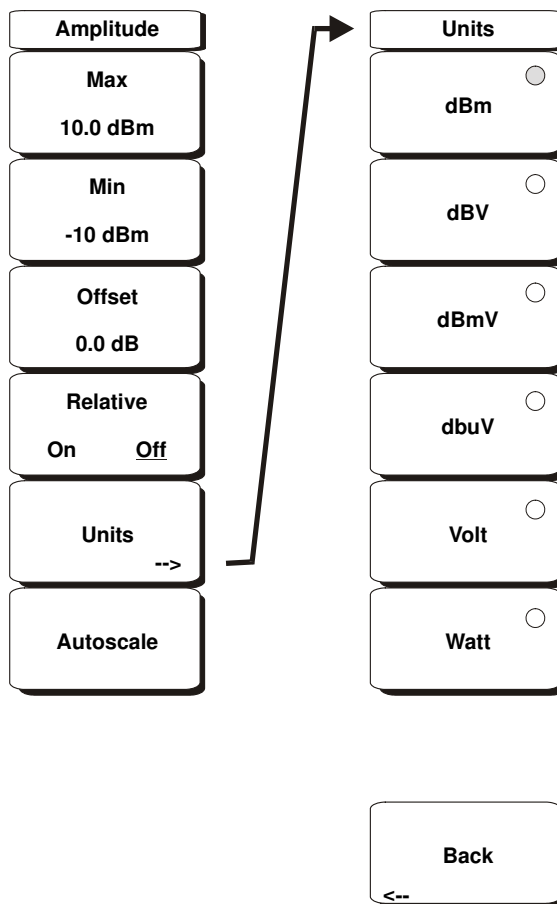 Amplitude
Max
10.0 dBm
Min
-10 dBm
Offset
0.0 dB
Relative
On Off
Units
-->
Autoscale
Units
dBm
dBV
dBmV
dbuV
Volt
Watt
Back
<--